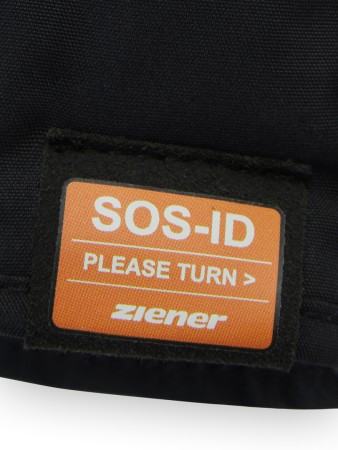 SOS-ID
PLEASE TURN >
ziener